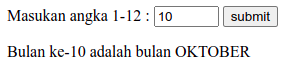 Masukan angka 1-12 : 10 submit
Bulan ke-10 adalah bulan OKTOBER